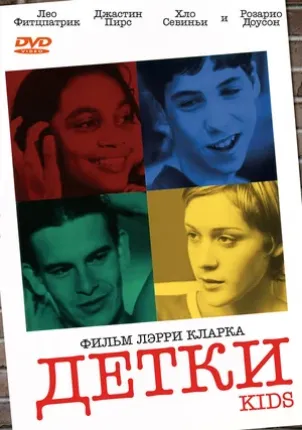 Лео Фитцпатрик
Джастин Пирс
Хло Севиньи
и
Розарио Доусон
DVD
VIDEO
ФИЛЬМ ЛЭРРИ КЛАРКА
ДЕТКИ
KIDS